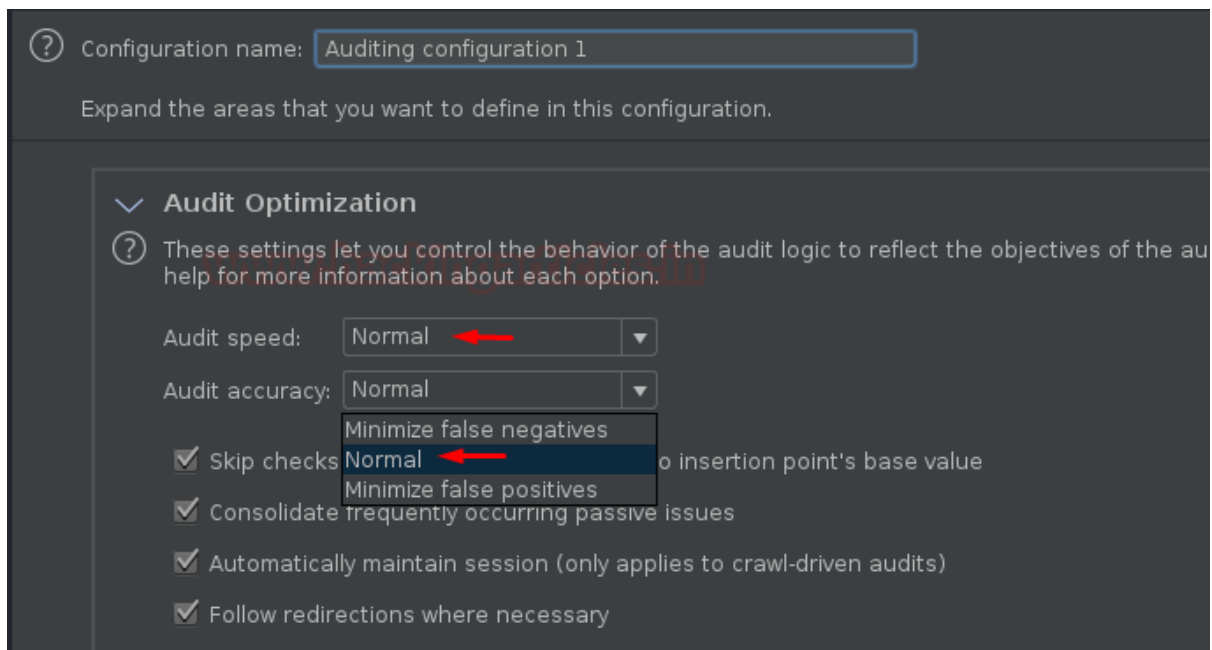 Configuration name: Auditing configuration 1
Expand the areas that you want to define in this configuration.
Audit Optimization
These settings let you control the behavior of the audit logic to reflect the objectives of the au
help for more information about each option.
Audit speed: Normal
Audit accuracy: Normal
Minimize false negatives
Skip checks Normal o insertion point's base value
Minimize false positives
Consolidate frequently occurring passive issues
Automatically maintain session (only applies to crawl-driven audits)
Follow redirections where necessary